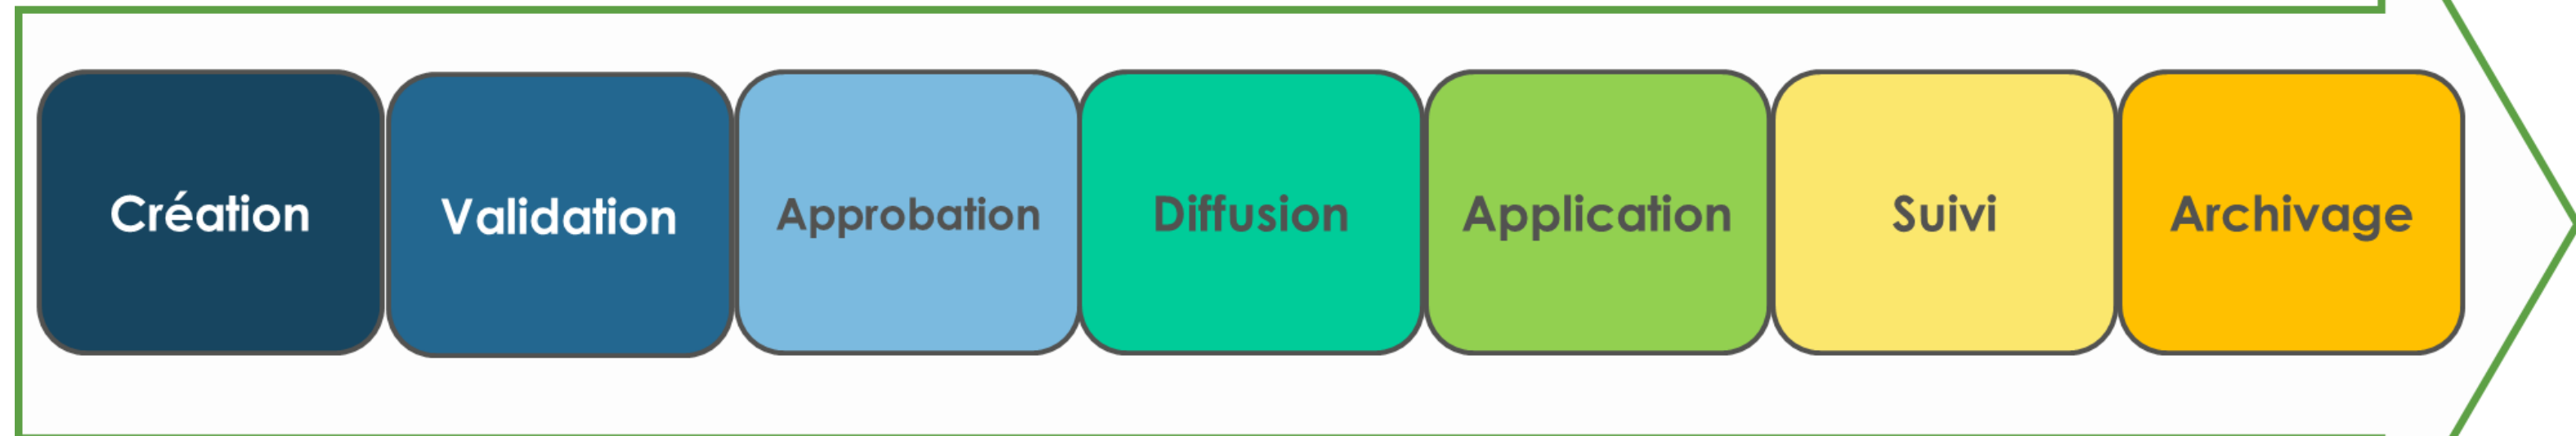 Création
Validation
Approbation
Diffusion
Application
Suivi
Archivage